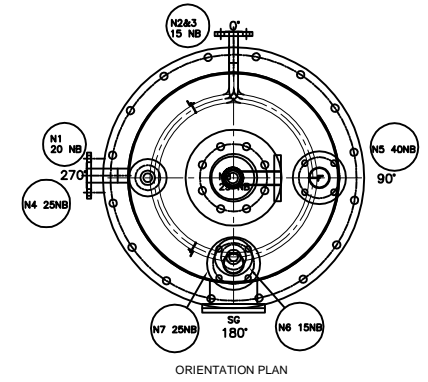 N2&3
15 NB
0°
N1
20 NB
N5 40NB
270°
90°
N4 25NB
SG
N7 25NB
N6 15NB
180°
ORIENTATION PLAN